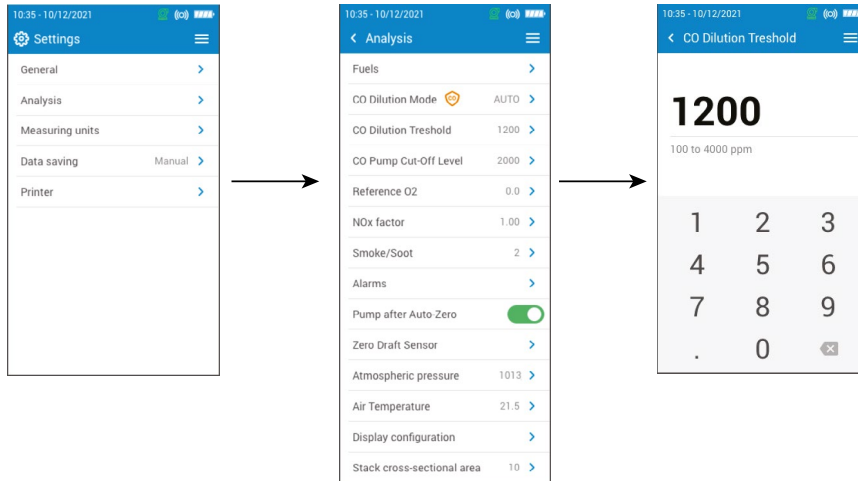 10:35 - 10/12/2021
Settings
General
Analysis
Measuring units
Data saving Manual
Printer
10:35 - 10/12/2021
Analysis
Fuels
CO Dilution Mode CO AUTO
CO Dilution Treshold 1200
CO Pump Cut-Off Level 2000
Reference O2 0.0
NOx factor 1.00
Smoke/Soot 2
Alarms
Pump after Auto Zero
Zero Draft Sensor
Atmospheric pressure 1013
Air Temperature 21.5
Display configuration
Stack cross-sectional area 10
10:35 - 10/12/2021
CO Dilution Treshold
1200
100 to 4000 ppm
1 2 3
4 5 6
7 8 9
. 0